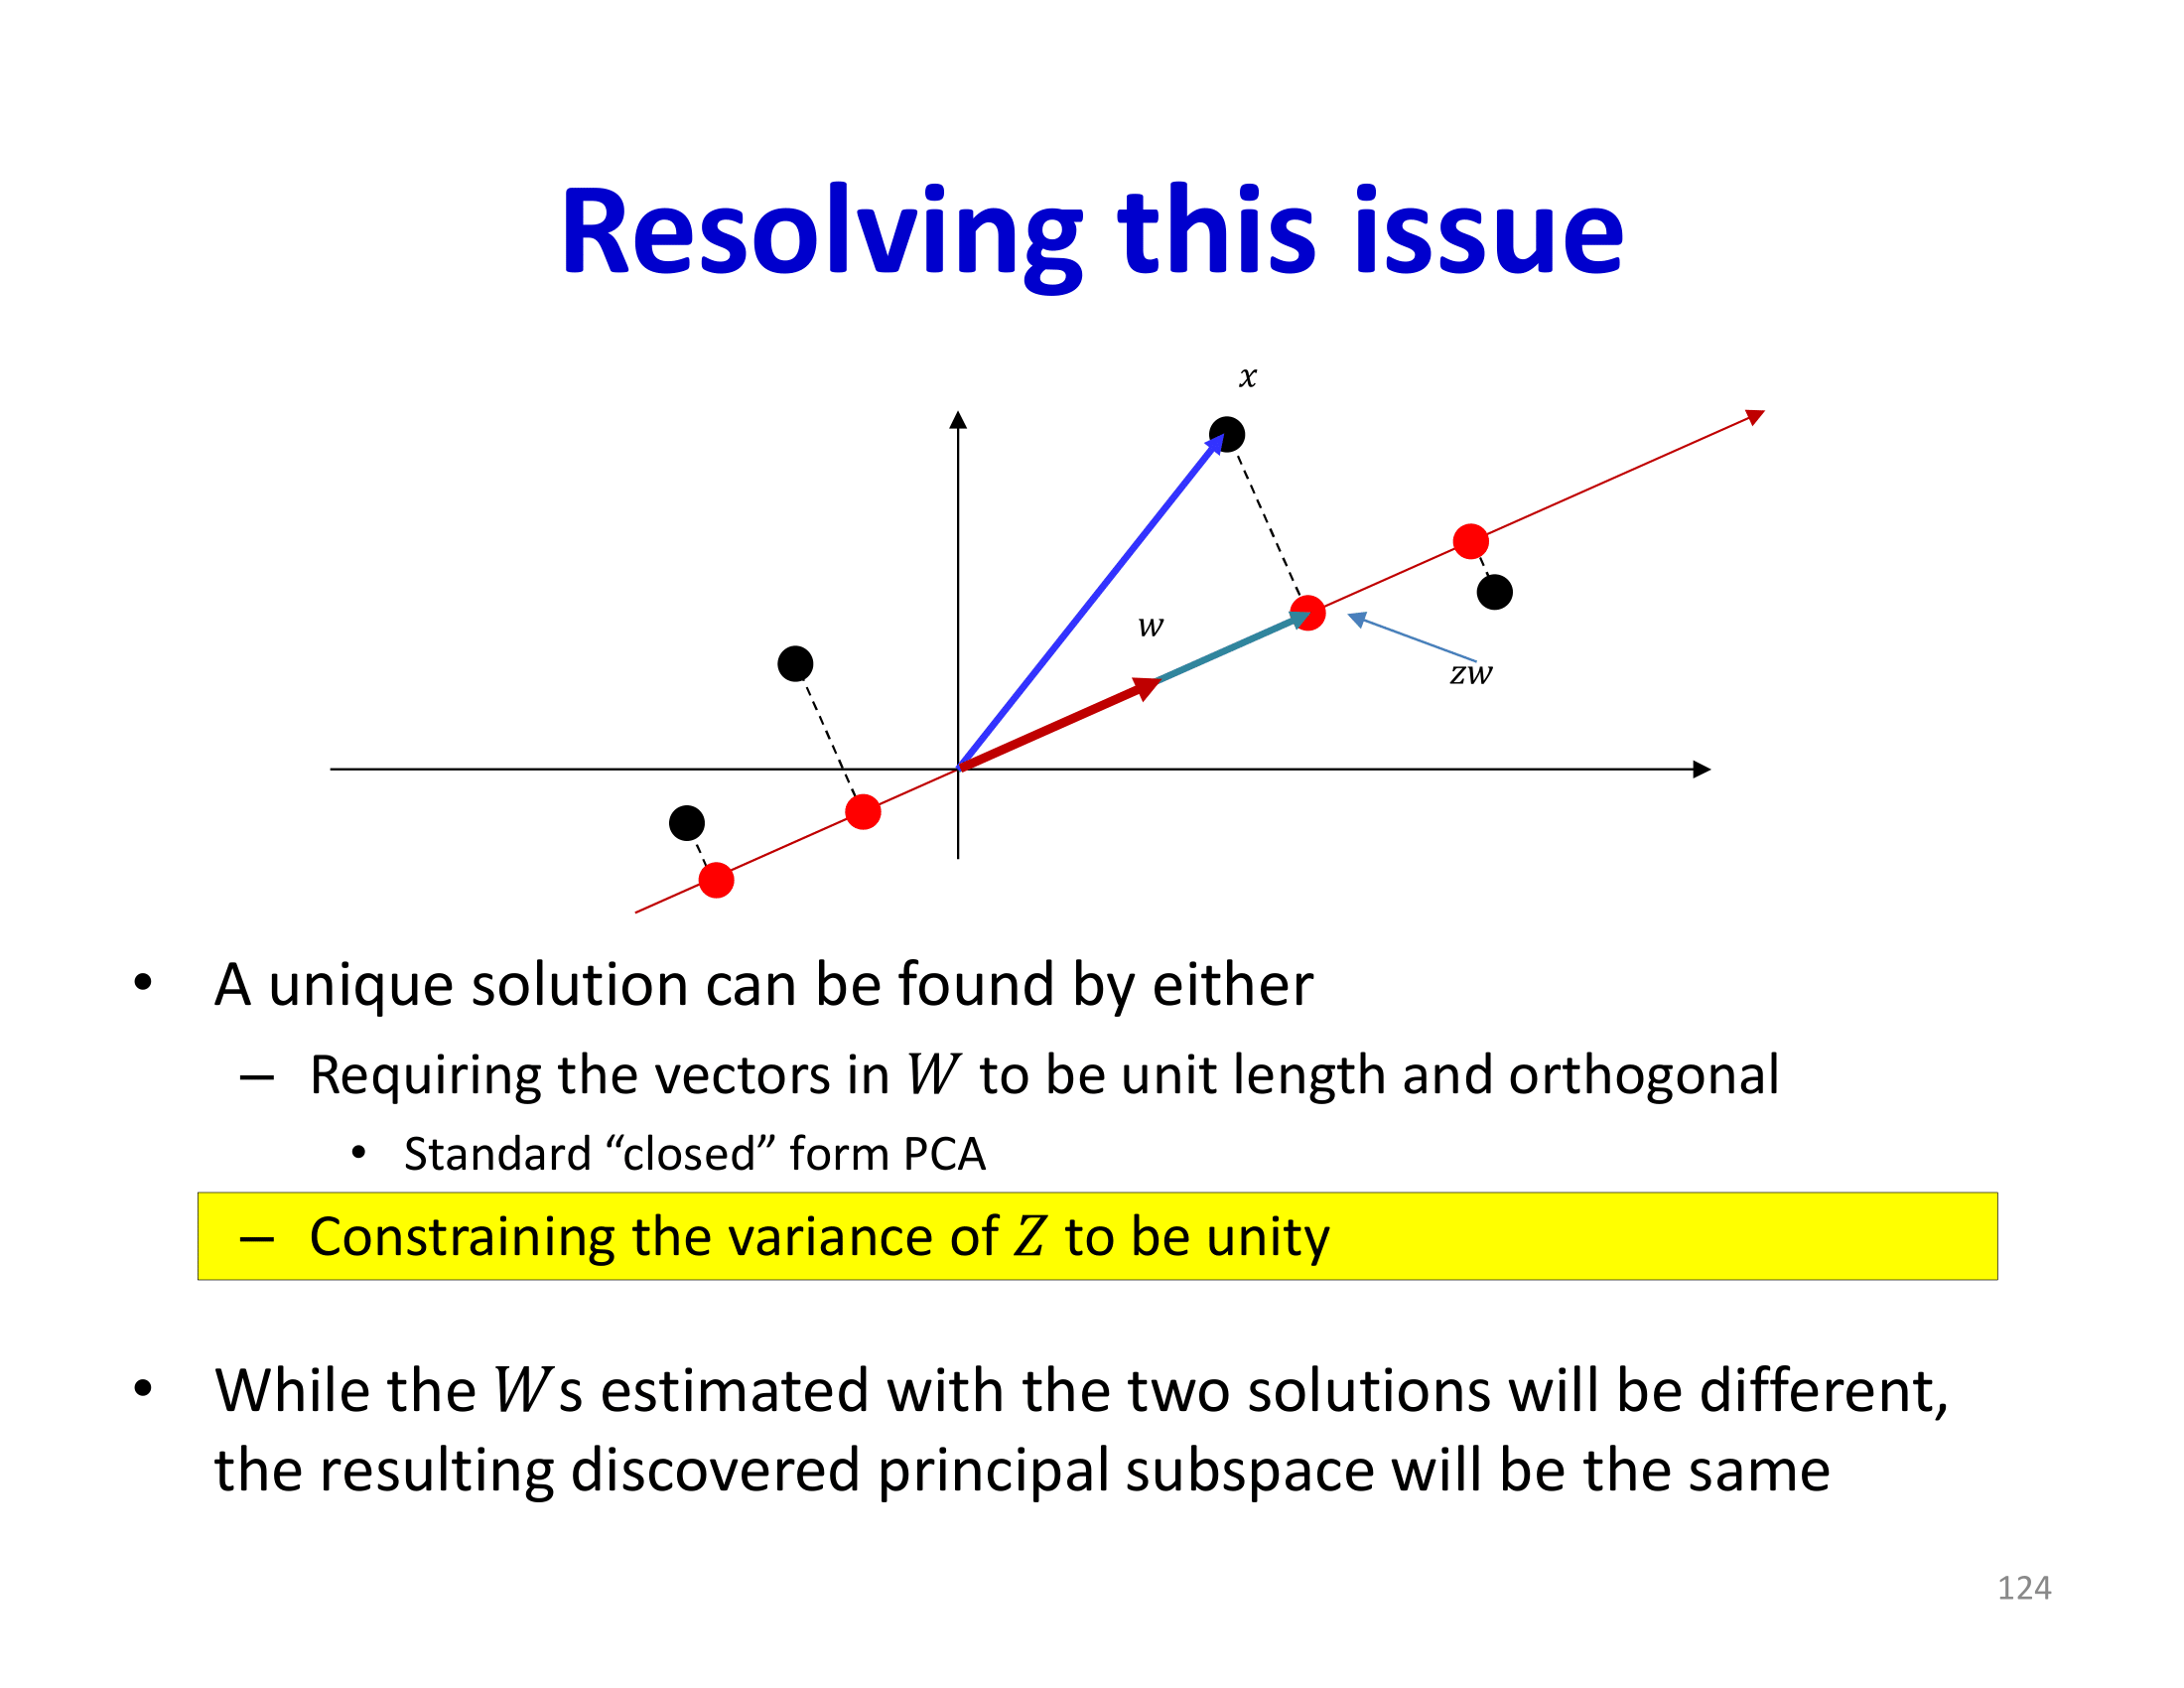 Resolving this issue
x
w
zw
• A unique solution can be found by either
– Requiring the vectors in W to be unit length and orthogonal
• Standard “closed” form PCA
– Constraining the variance of Z to be unity
• While the Ws estimated with the two solutions will be different,
the resulting discovered principal subspace will be the same
124